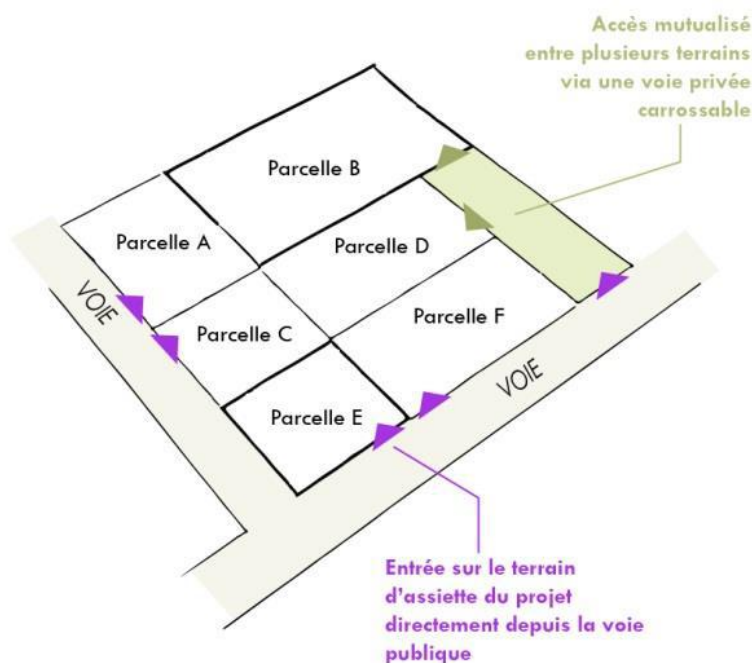 Accès mutualisé
entre plusieurs terrains
via une voie privée
carrossable
Parcelle B
Parcelle A
Parcelle D
VOIE
Parcelle C
Parcelle F
VOIE
Parcelle E
Entrée sur le terrain
d'assiette du projet
directement depuis la voie
publique